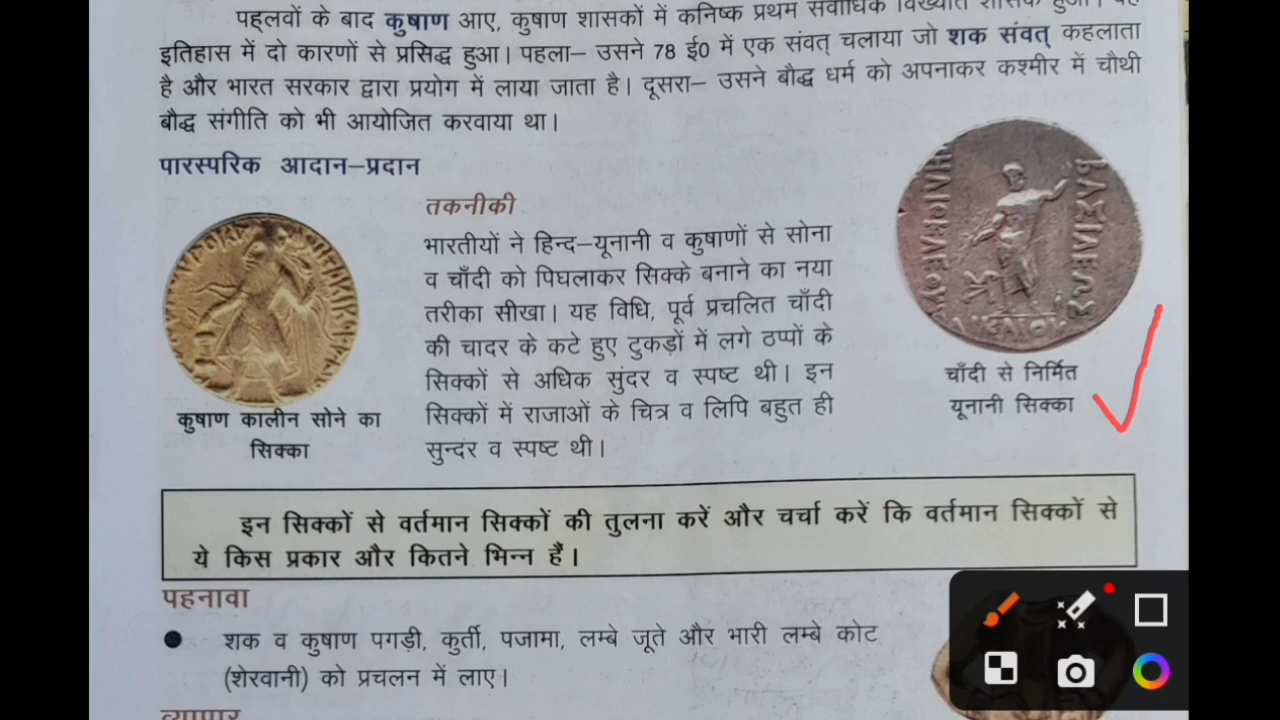 पह्लवों के बाद कुषाण आए, कुषाण शासकों में कनिष्क प्रथम सर्वाधिक विख्यात शासक हुआ। यह
इतिहास में दो कारणों से प्रसिद्ध हुआ। पहला– उसने 78 ई0 में एक संवत् चलाया जो शक संवत् कहलाता
है और भारत सरकार द्वारा प्रयोग में लाया जाता है। दूसरा– उसने बौद्ध धर्म को अपनाकर कश्मीर में चौथी
बौद्ध संगीति को भी आयोजित करवाया था।
पारस्परिक आदान–प्रदान
तकनीकी
भारतीयों ने हिन्द–यूनानी व कुषाणों से सोना
व चाँदी को पिघलाकर सिक्के बनाने का नया
तरीका सीखा। यह विधि, पूर्व प्रचलित चाँदी
की चादर के कटे हुए टुकड़ों में लगे ठप्पों के
सिक्कों से अधिक सुंदर व स्पष्ट थी। इन
सिक्कों में राजाओं के चित्र व लिपि बहुत ही
सुन्दर व स्पष्ट थी।
कुषाण कालीन सोने का
सिक्का
ΒΑΣΙΛΕΩΣ
चाँदी से निर्मित
यूनानी सिक्का
इन सिक्कों से वर्तमान सिक्कों की तुलना करें और चर्चा करें कि वर्तमान सिक्कों से
ये किस प्रकार और कितने भिन्न हैं।
पहनावा
● शक व कुषाण पगड़ी, कुर्ती, पजामा, लम्बे जूते और भारी लम्बे कोट
(शेरवानी) को प्रचलन में लाए।
व्यापार